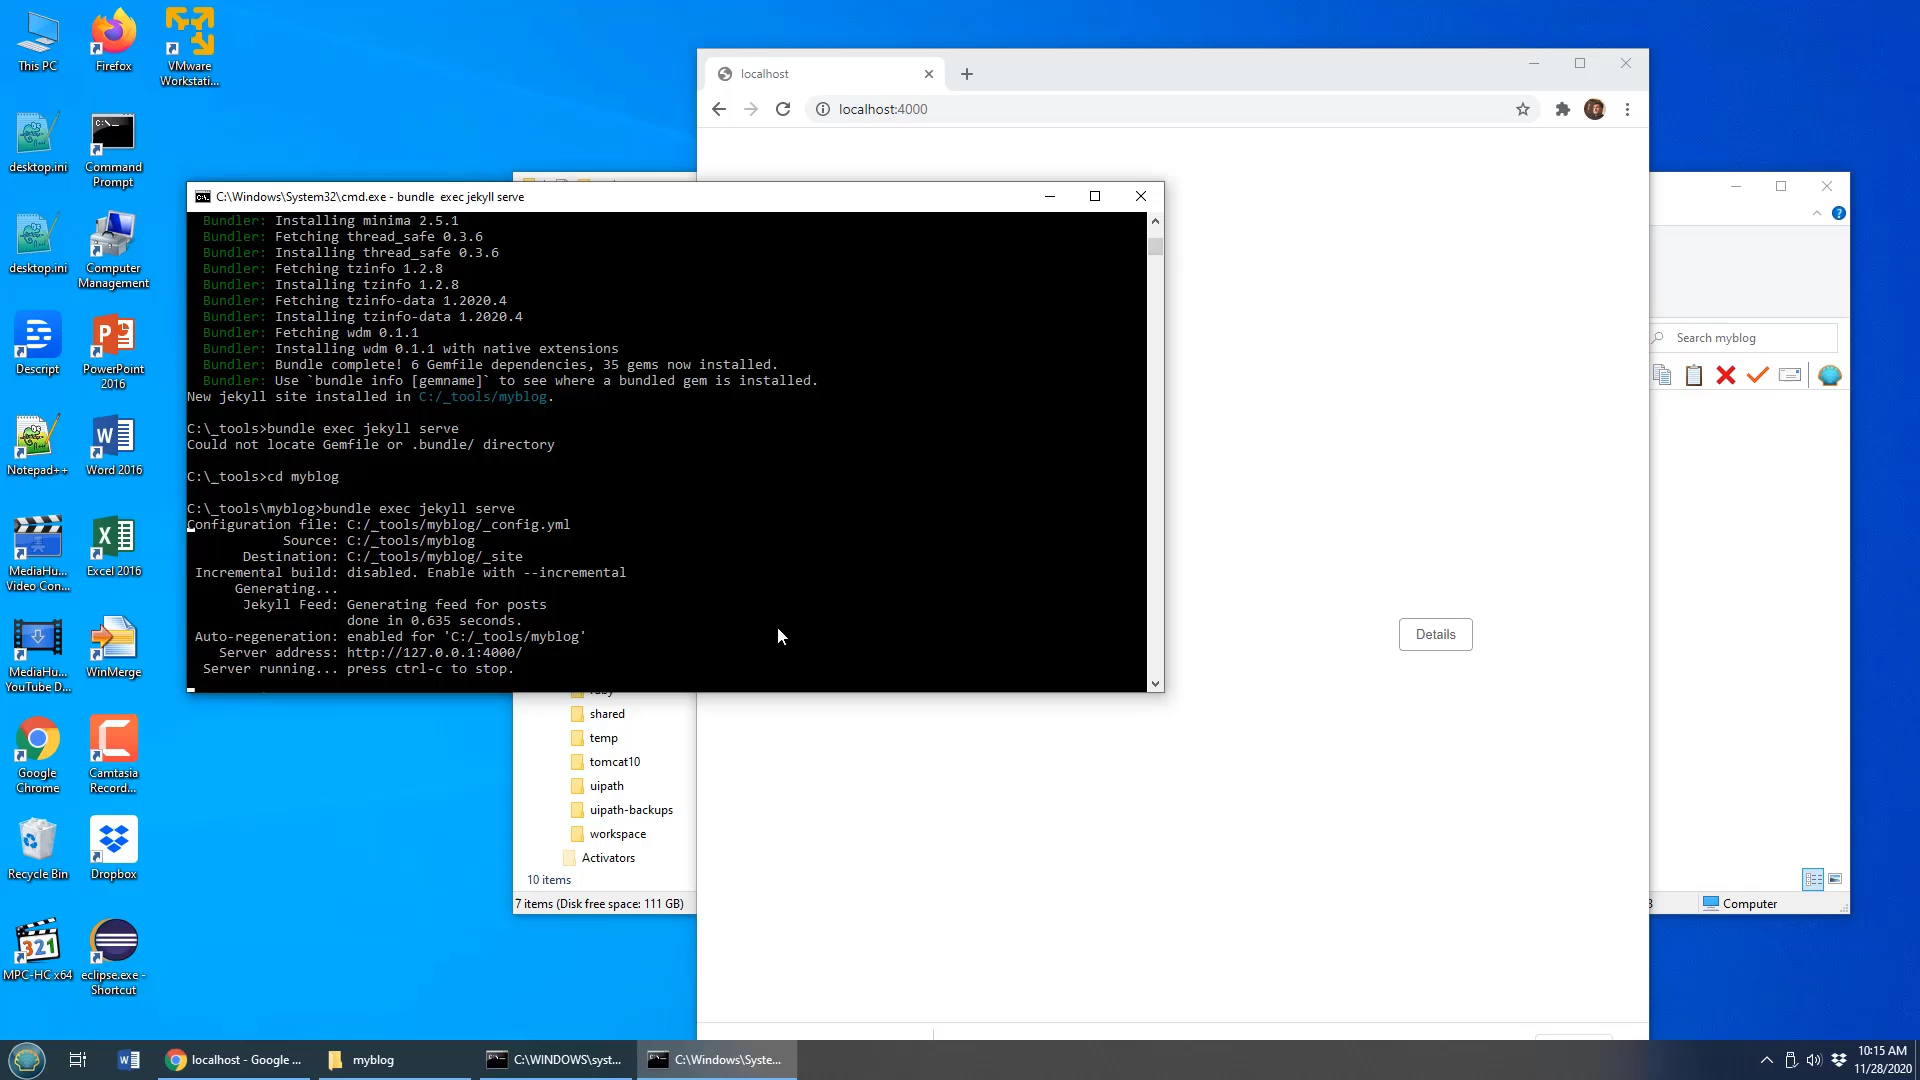 This PC
Firefox
VMware
Workstati...
desktop.ini
Command
Prompt
desktop.ini
Computer
Management
Descript
PowerPoint
2016
Notepad++
Word 2016
MediaHu...
Video Con...
Excel 2016
MediaHu...
YouTube D...
WinMerge
Google
Chrome
Camtasia
Record...
Recycle Bin
Dropbox
MPC-HC x64
eclipse.exe -
Shortcut
localhost
localhost:4000
C:\Windows\System32\cmd.exe - bundle  exec jekyll serve
Bundler: Installing minima 2.5.1
Bundler: Fetching thread_safe 0.3.6
Bundler: Installing thread_safe 0.3.6
Bundler: Fetching tzinfo 1.2.8
Bundler: Installing tzinfo 1.2.8
Bundler: Fetching tzinfo-data 1.2020.4
Bundler: Installing tzinfo-data 1.2020.4
Bundler: Fetching wdm 0.1.1
Bundler: Installing wdm 0.1.1 with native extensions
Bundler: Bundle complete! 6 Gemfile dependencies, 35 gems now installed.
Bundler: Use `bundle info [gemname]` to see where a bundled gem is installed.
New jekyll site installed in C:/_tools/myblog.
C:\_tools>bundle exec jekyll serve
Could not locate Gemfile or .bundle/ directory
C:\_tools>cd myblog
C:\_tools\myblog>bundle exec jekyll serve
Configuration file: C:/_tools/myblog/_config.yml
Source: C:/_tools/myblog
Destination: C:/_tools/myblog/_site
Incremental build: disabled. Enable with --incremental
Generating...
Jekyll Feed: Generating feed for posts
done in 0.635 seconds.
Auto-regeneration: enabled for 'C:/_tools/myblog'
Server address: http://127.0.0.1:4000/
Server running... press ctrl-c to stop.
Search myblog
Details
shared
temp
tomcat10
uipath
uipath-backups
workspace
Activators
10 items
7 items (Disk free space: 111 GB)
Computer
localhost - Google ...
myblog
C:\WINDOWS\syst...
C:\Windows\Syste...
10:15 AM
11/28/2020